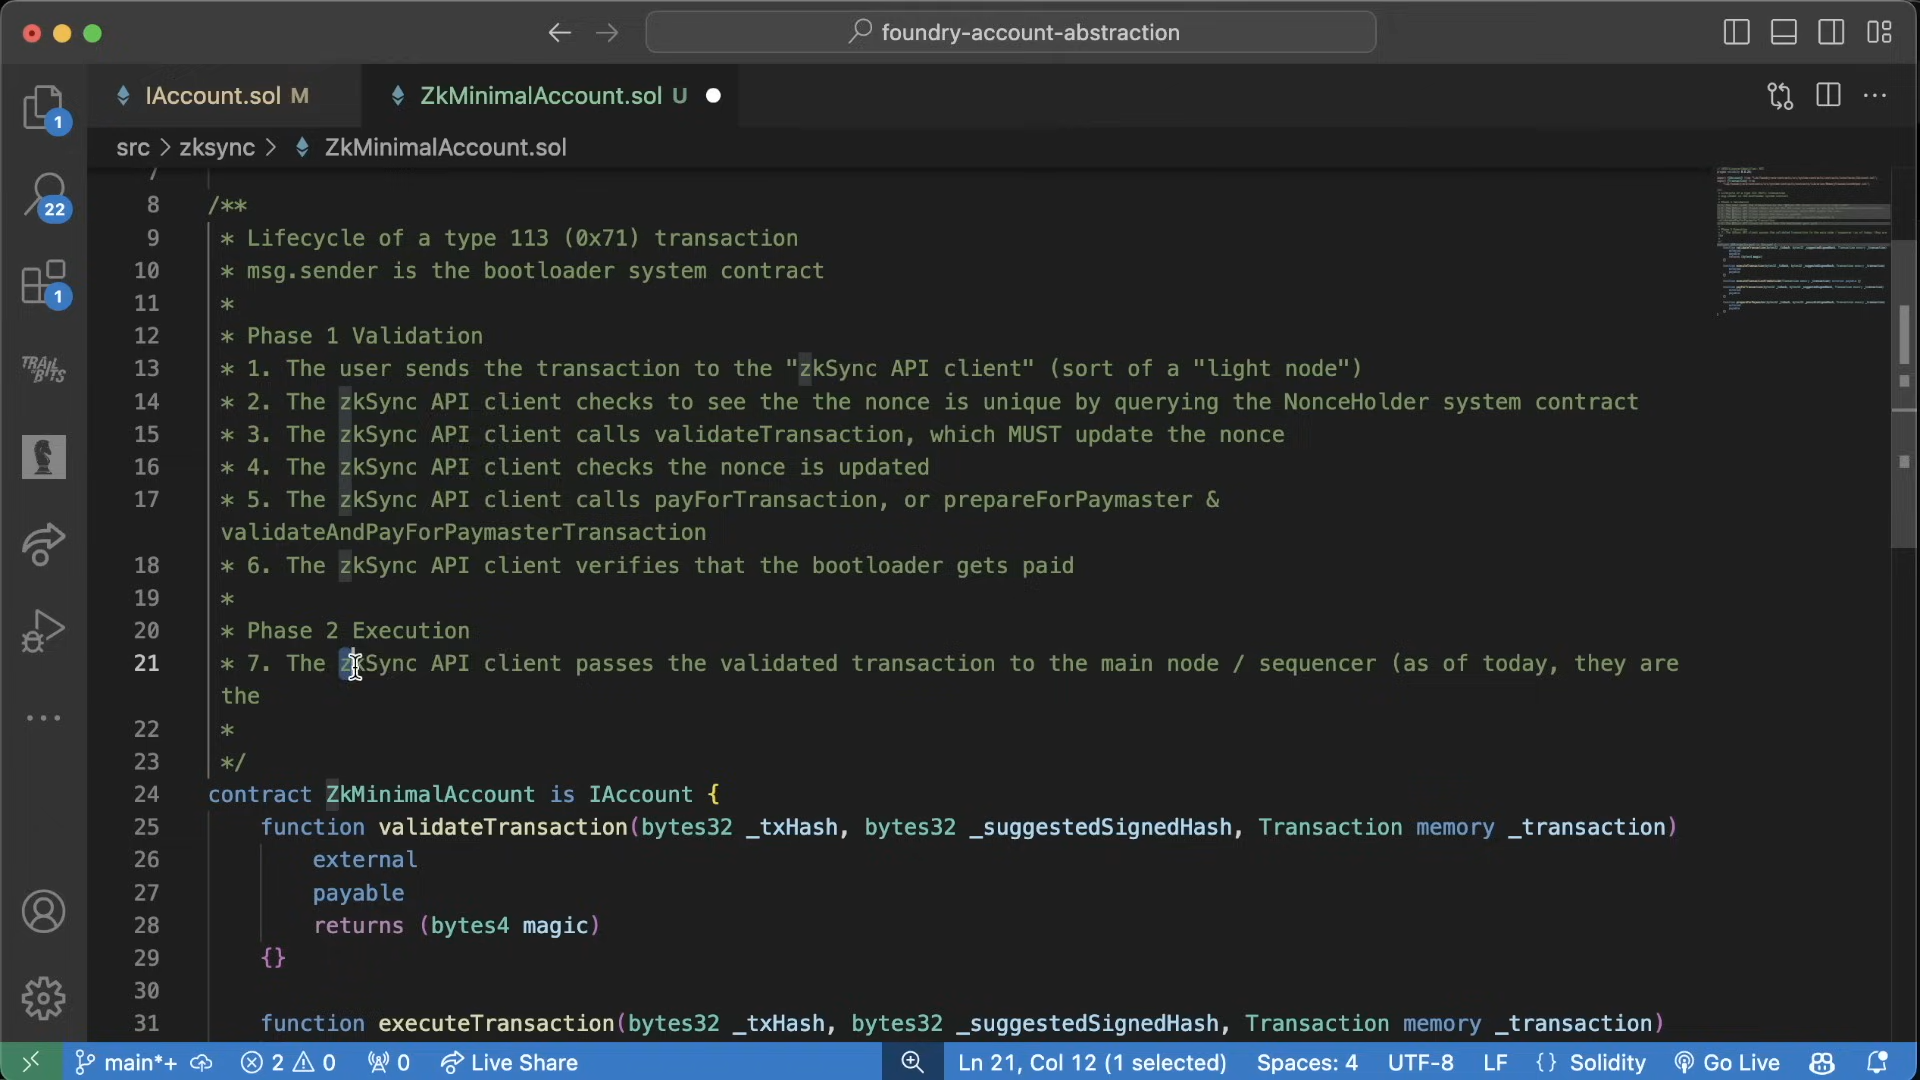 foundry-account-abstraction
IAccount.sol M
ZkMinimalAccount.sol U
src > zksync > ZkMinimalAccount.sol
1
22
1
TRAIL OF BITS
7
8 /**
9 * Lifecycle of a type 113 (0x71) transaction
10 * msg.sender is the bootloader system contract
11 *
12 * Phase 1 Validation
13 * 1. The user sends the transaction to the "zkSync API client" (sort of a "light node")
14 * 2. The zkSync API client checks to see the the nonce is unique by querying the NonceHolder system contract
15 * 3. The zkSync API client calls validateTransaction, which MUST update the nonce
16 * 4. The zkSync API client checks the nonce is updated
17 * 5. The zkSync API client calls payForTransaction, or prepareForPaymaster &
validateAndPayForPaymasterTransaction
18 * 6. The zkSync API client verifies that the bootloader gets paid
19 *
20 * Phase 2 Execution
21 * 7. The zkSync API client passes the validated transaction to the main node / sequencer (as of today, they are
the
22 *
23 */
24 contract ZkMinimalAccount is IAccount {
25 function validateTransaction(bytes32 _txHash, bytes32 _suggestedSignedHash, Transaction memory _transaction)
26 external
27 payable
28 returns (bytes4 magic)
29 {}
30
31 function executeTransaction(bytes32 _txHash, bytes32 _suggestedSignedHash, Transaction memory _transaction)
main*+ 2 0 0 Live Share Ln 21, Col 12 (1 selected) Spaces: 4 UTF-8 LF {} Solidity Go Live